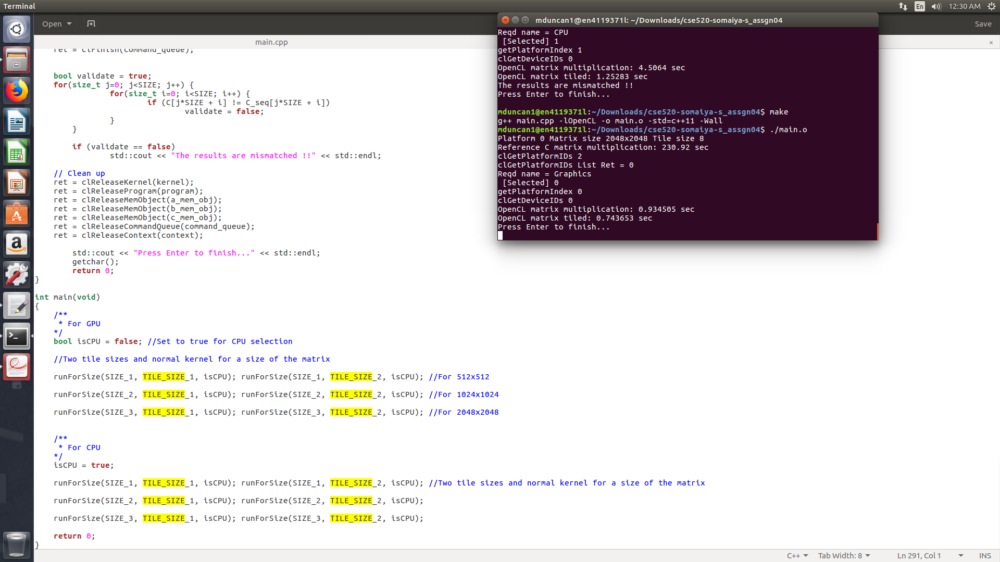 Terminal
En
12:30 AM
Open
Save
main.cpp
ret = clFinish(command_queue);
bool validate = true;
for(size_t j=0; j<SIZE; j++) {
for(size_t i=0; i<SIZE; i++) {
if (C[j*SIZE + i] != C_seq[j*SIZE + i])
validate = false;
}
}
if (validate == false)
std::cout << "The results are mismatched !!" << std::endl;
// Clean up
ret = clReleaseKernel(kernel);
ret = clReleaseProgram(program);
ret = clReleaseMemObject(a_mem_obj);
ret = clReleaseMemObject(b_mem_obj);
ret = clReleaseMemObject(c_mem_obj);
ret = clReleaseCommandQueue(command_queue);
ret = clReleaseContext(context);
std::cout << "Press Enter to finish..." << std::endl;
getchar();
return 0;
}
int main(void)
{
/**
* For GPU
*/
bool isCPU = false; //Set to true for CPU selection
//Two tile sizes and normal kernel for a size of the matrix
runForSize(SIZE_1, TILE_SIZE_1, isCPU); runForSize(SIZE_1, TILE_SIZE_2, isCPU); //For 512x512
runForSize(SIZE_2, TILE_SIZE_1, isCPU); runForSize(SIZE_2, TILE_SIZE_2, isCPU); //For 1024x1024
runForSize(SIZE_3, TILE_SIZE_1, isCPU); runForSize(SIZE_3, TILE_SIZE_2, isCPU); //For 2048x2048
/**
* For CPU
*/
isCPU = true;
runForSize(SIZE_1, TILE_SIZE_1, isCPU); runForSize(SIZE_1, TILE_SIZE_2, isCPU); //Two tile sizes and normal kernel for a size of the matrix
runForSize(SIZE_2, TILE_SIZE_1, isCPU); runForSize(SIZE_2, TILE_SIZE_2, isCPU);
runForSize(SIZE_3, TILE_SIZE_1, isCPU); runForSize(SIZE_3, TILE_SIZE_2, isCPU);
return 0;
}
mduncan1@en4119371l: ~/Downloads/cse520-somaiya-s_assgn04
Reqd name = CPU
[Selected] 1
getPlatformIndex 1
clGetDeviceIDs 0
OpenCL matrix multiplication: 4.5064 sec
OpenCL matrix tiled: 1.25283 sec
The results are mismatched !!
Press Enter to finish...
mduncan1@en4119371l:~/Downloads/cse520-somaiya-s_assgn04$ make
g++ main.cpp -lOpenCL -o main.o -std=c++11 -Wall
mduncan1@en4119371l:~/Downloads/cse520-somaiya-s_assgn04$ ./main.o
Platform 0 Matrix size 2048x2048 Tile size 8
Reference C matrix multiplication: 230.92 sec
clGetPlatformIDs 2
clGetPlatformIDs List Ret = 0
Reqd name = Graphics
[Selected] 0
getPlatformIndex 0
clGetDeviceIDs 0
OpenCL matrix multiplication: 0.934505 sec
OpenCL matrix tiled: 0.743653 sec
Press Enter to finish...
C++
Tab Width: 8
Ln 291, Col 1
INS